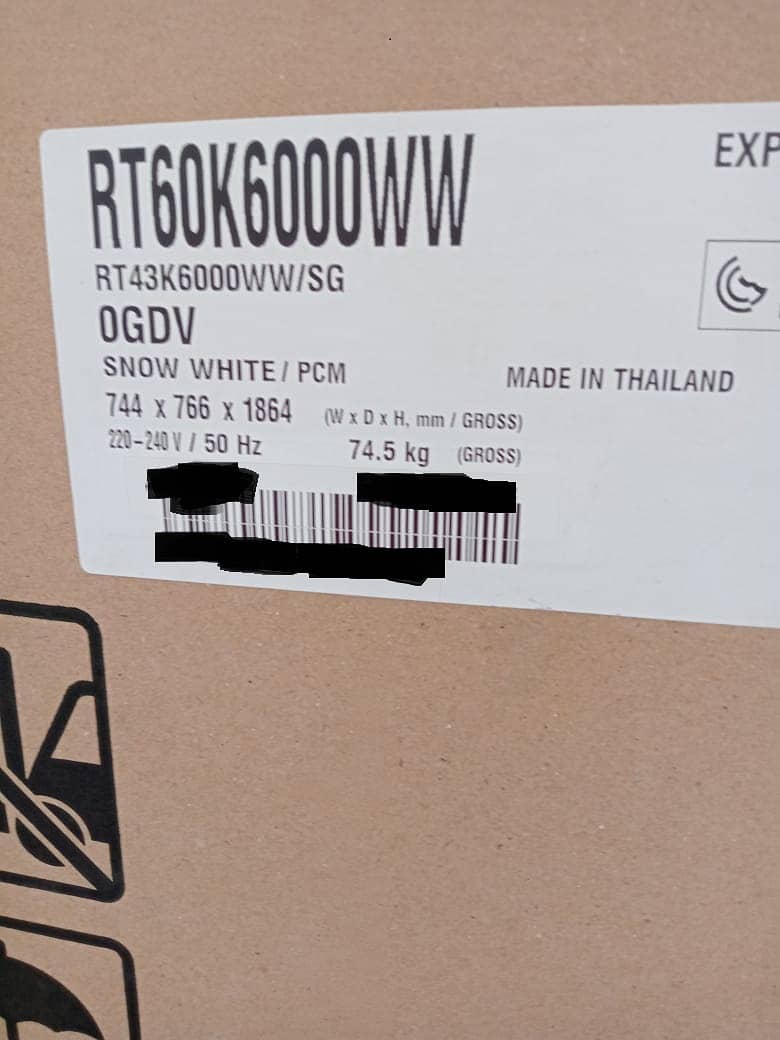 RT60K6000WW
EXP
RT43K6000WW/SG
0GDV
SNOW WHITE / PCM
MADE IN THAILAND
744 x 766 x 1864 (W x D x H, mm / GROSS)
220-240 V / 50 Hz 74.5 kg (GROSS)